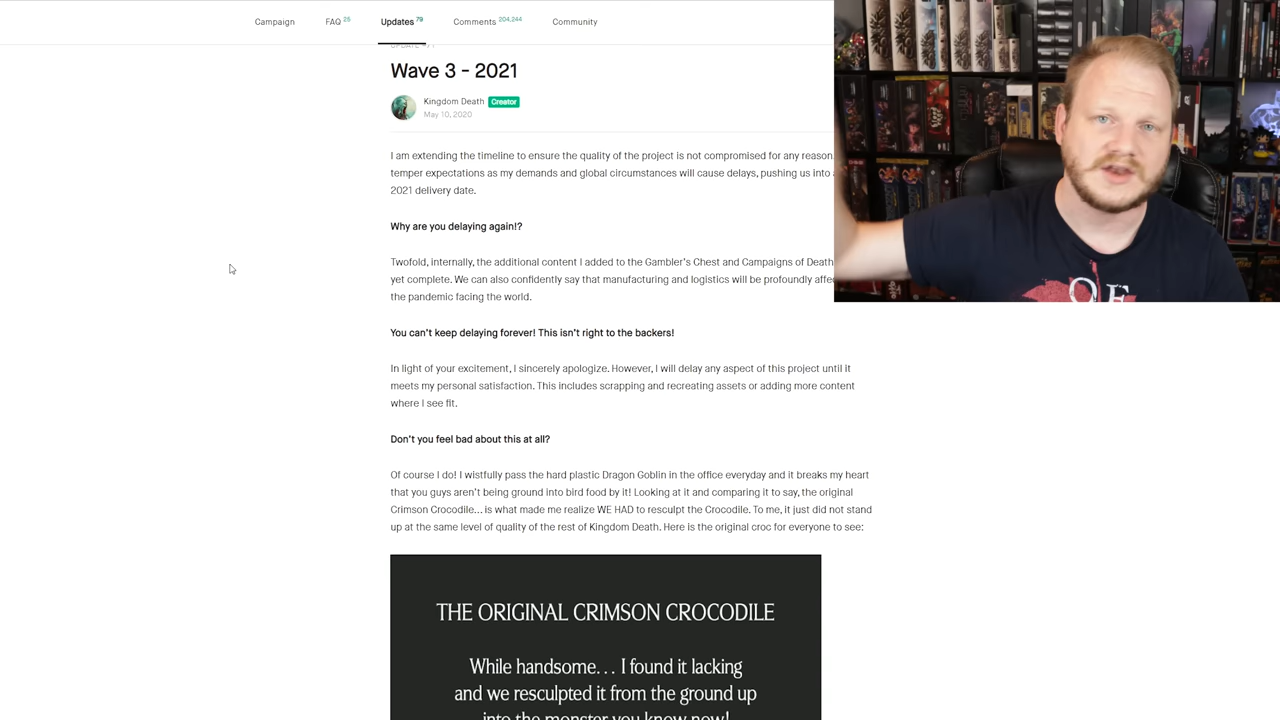 Campaign FAQ 25 Updates 79 Comments 204,244 Community
Wave 3 - 2021
Kingdom Death Creator
May 10, 2020
I am extending the timeline to ensure the quality of the project is not compromised for any reason.
temper expectations as my demands and global circumstances will cause delays, pushing us into
2021 delivery date.
Why are you delaying again!?
Twofold, internally, the additional content I added to the Gambler's Chest and Campaigns of Death
yet complete. We can also confidently say that manufacturing and logistics will be profoundly
the pandemic facing the world.
You can't keep delaying forever! This isn't right to the backers!
In light of your excitement, I sincerely apologize. However, I will delay any aspect of this project until it
meets my personal satisfaction. This includes scrapping and recreating assets or adding more content
where I see fit.
Don't you feel bad about this at all?
Of course I do! I wistfully pass the hard plastic Dragon Goblin in the office everyday and it breaks my heart
that you guys aren't being ground into bird food by it! Looking at it and comparing it to say, the original
Crimson Crocodile... is what made me realize WE HAD to resculpt the Crocodile. To me, it just did not stand
up at the same level of quality of the rest of Kingdom Death. Here is the original croc for everyone to see:
THE ORIGINAL CRIMSON CROCODILE
While handsome... I found it lacking
and we resculpted it from the ground up
into the monster you know now!